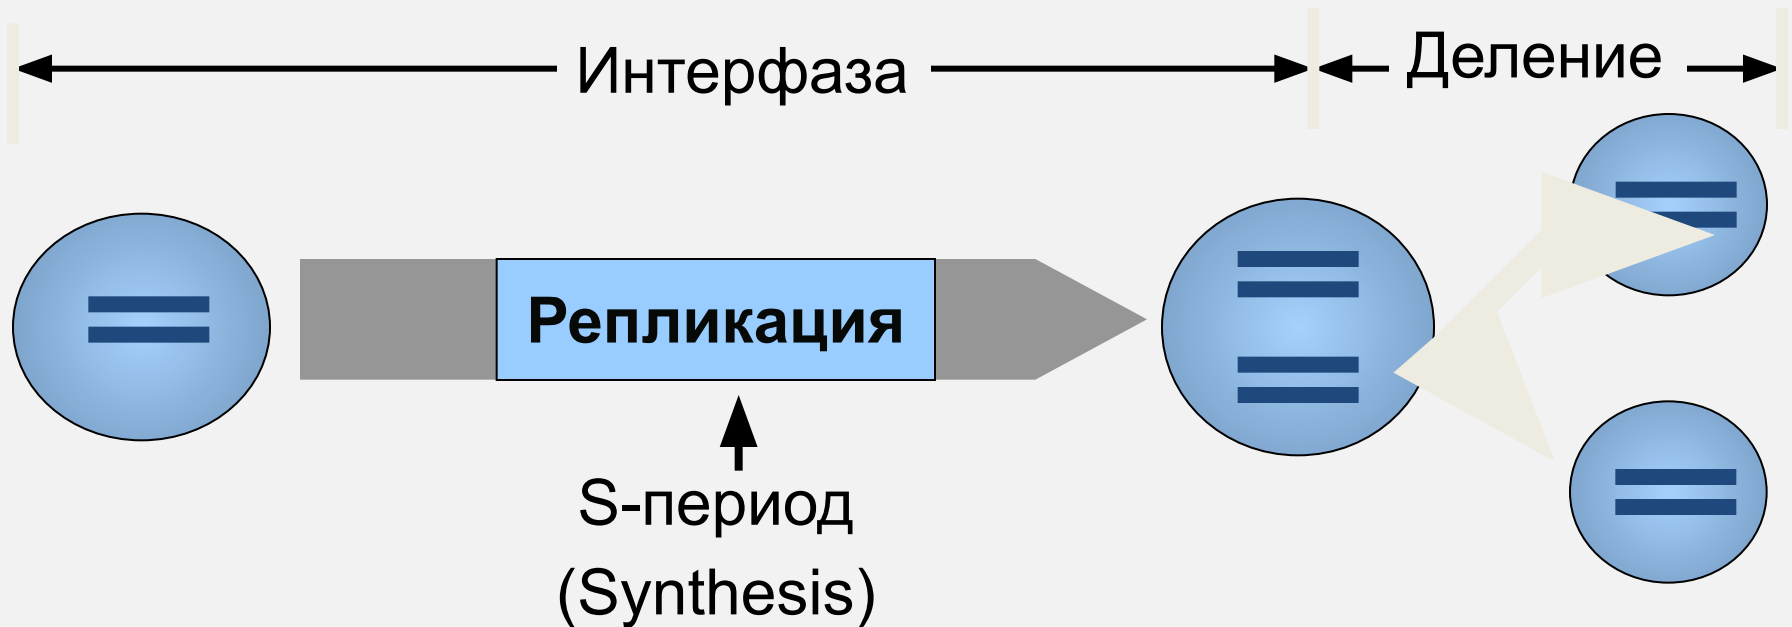 Интерфаза
Деление
Репликация
S-период
(Synthesis)